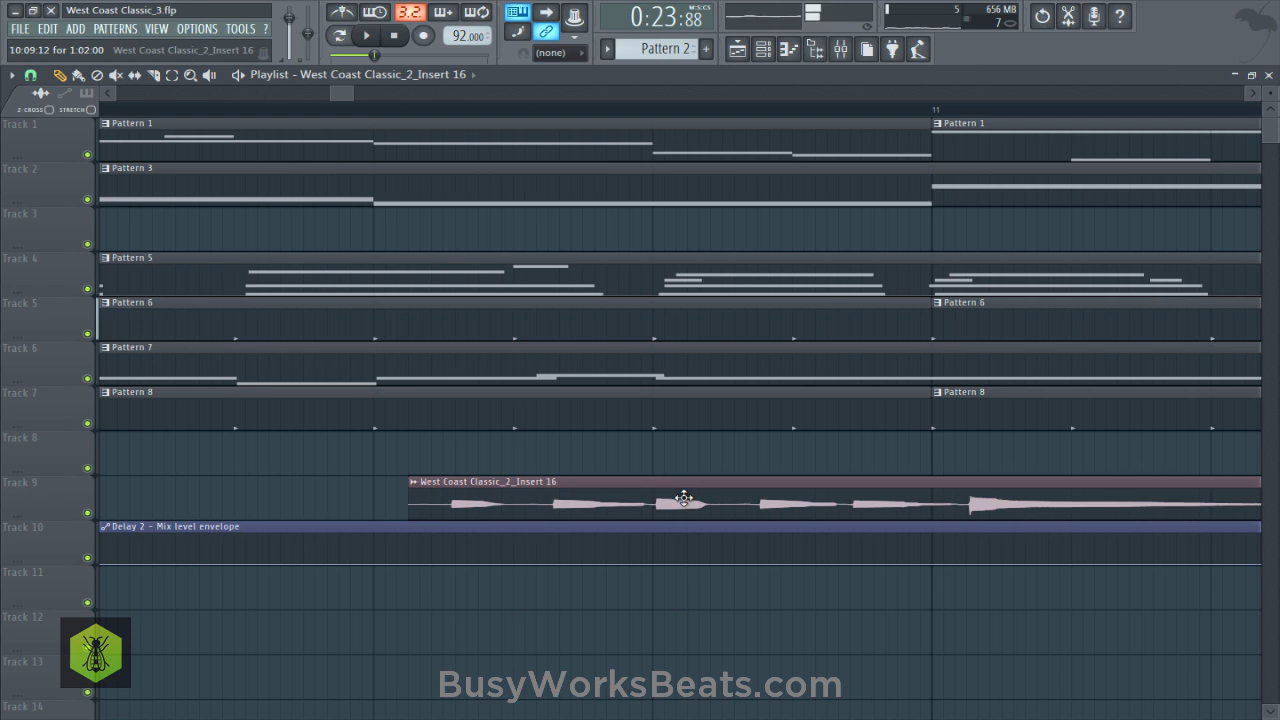 West Coast Classic_3.flp
FILE EDIT ADD PATTERNS VIEW OPTIONS TOOLS ?
10:09:12 for 1:02:00 West Coast Classic_2_Insert 16
3.2
92.000
0:23:88
M:S:CS
(none)
Pattern 2
5
656 MB
7
Playlist - West Coast Classic_2_Insert 16
2-CROSS STRETCH
11
Track 1 Pattern 1 Pattern 1
Track 2 Pattern 3
Track 3
Track 4 Pattern 5
Track 5 Pattern 6 Pattern 6
Track 6 Pattern 7
Track 7 Pattern 8 Pattern 8
Track 8
Track 9 West Coast Classic_2_Insert 16
Track 10 Delay 2 - Mix level envelope
Track 11
Track 12
Track 13
Track 14
BusyWorksBeats.com